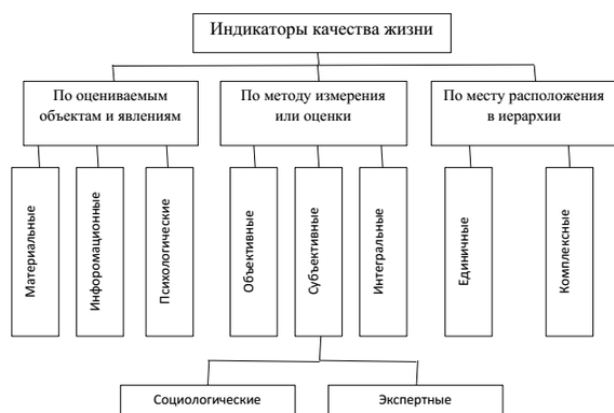 Индикаторы качества жизни
По оцениваемым
объектам и явлениям
По методу измерения
или оценки
По месту расположения
в иерархии
Материальные
Инфоромационные
Психологические
Объективные
Субъективные
Интегральные
Единичные
Комплексные
Социологические
Экспертные